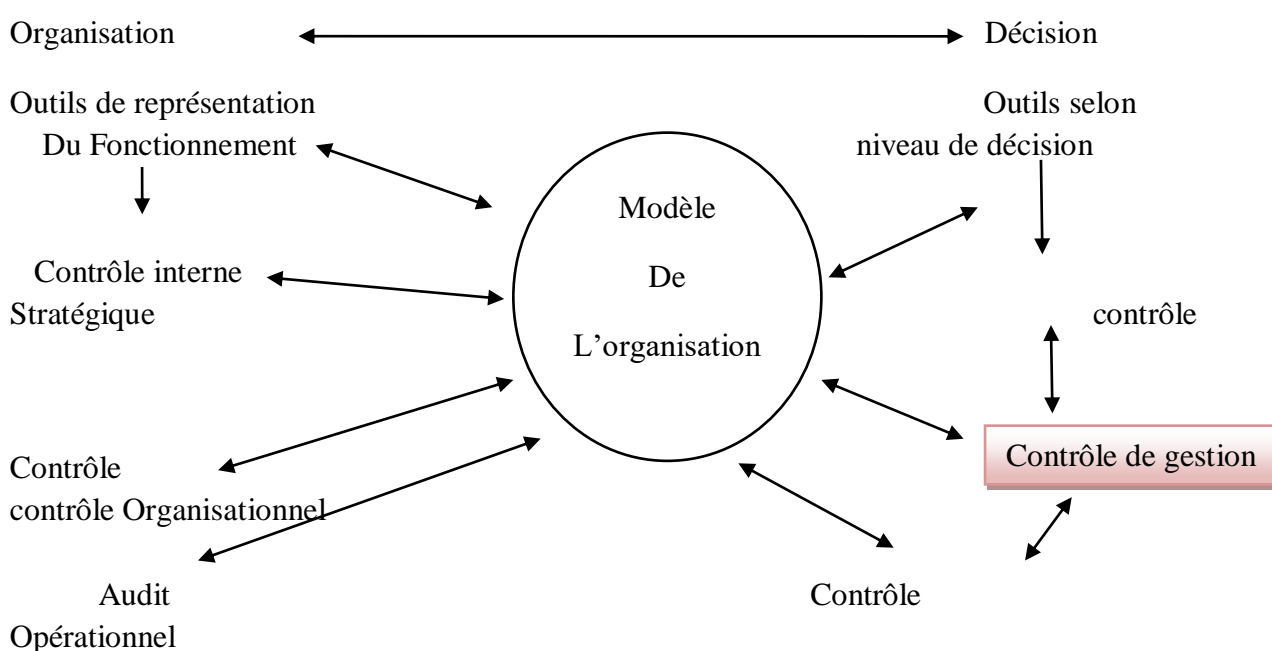 Organisation Décision
Outils de représentation Outils selon
Du Fonctionnement niveau de décision
Modèle
De
Contrôle interne
Stratégique contrôle
L'organisation
Contrôle de gestion
Contrôle
contrôle Organisationnel
Audit Contrôle
Opérationnel